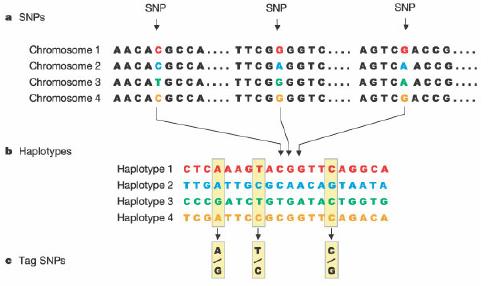 SNP SNP SNP
a SNPs
Chromosome 1 AACACGCCA.... TTCGGGGTC.... AGTCGACCG....
Chromosome 2 AACACGCCA.... TTCGAGGTC.... AGTCAACCG....
Chromosome 3 AACATGCCA.... TTCGGGGTC.... AGTCAACCG....
Chromosome 4 AACACGCCA.... TTCGGGGTC.... AGTCGACCG....
b Haplotypes
Haplotype 1 CTCAAAGTACGGTTCAGGCA
Haplotype 2 TTGATTGCGCAACAGTAATA
Haplotype 3 CCCGATCTGTGATACTGGTG
Haplotype 4 TCGATTCCGCGGTTCAGACA
A T C
c Tag SNPs
G C G